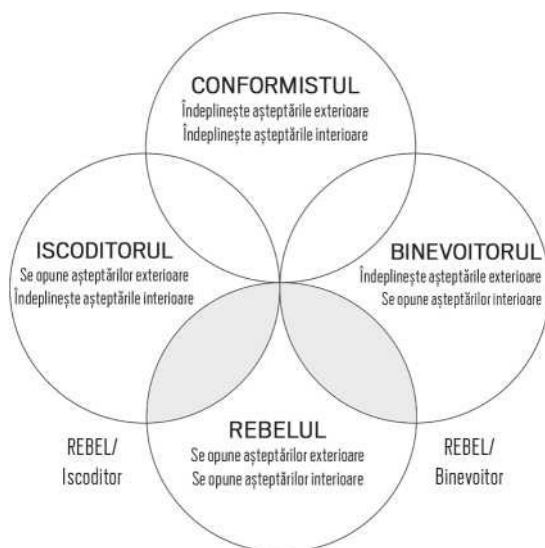 CONFORMISTUL
Îndeplinește așteptările exterioare
Îndeplinește așteptările interioare
ISCODITORUL
Se opune așteptărilor exterioare
Îndeplinește așteptările interioare
BINEVOITORUL
Îndeplinește așteptările exterioare
Se opune așteptărilor interioare
REBELUL
Se opune așteptărilor exterioare
Se opune așteptărilor interioare
REBEL/
Iscoditor
REBEL/
Binevoitor